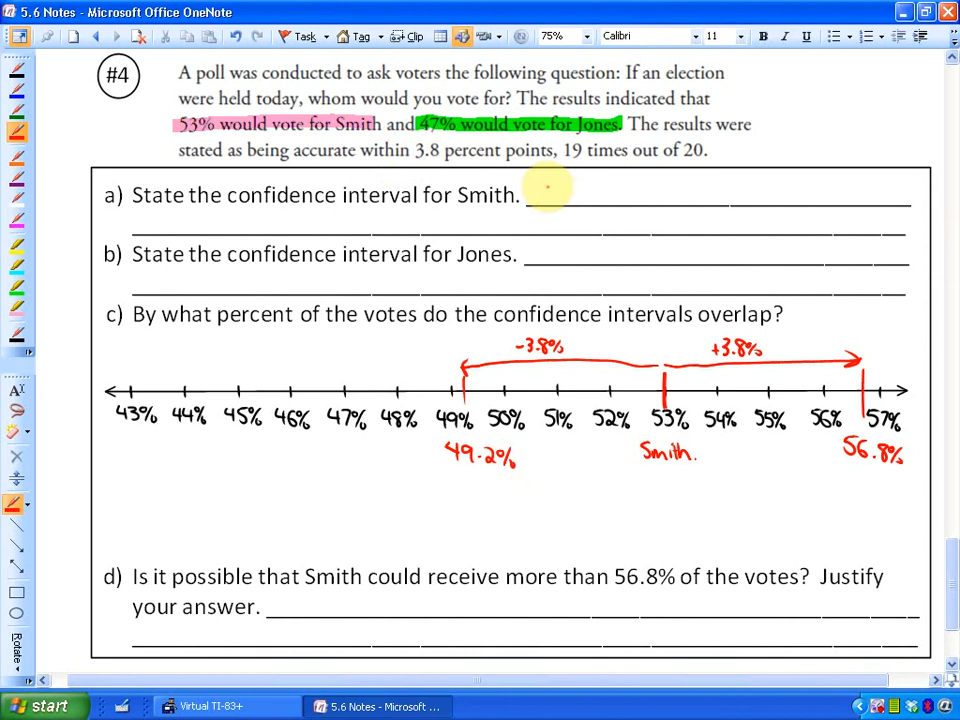 5.6 Notes - Microsoft Office OneNote
Task Tag Clip 75% Calibri 11 B I U
#4
A poll was conducted to ask voters the following question: If an election
were held today, whom would you vote for? The results indicated that
53% would vote for Smith and 47% would vote for Jones. The results were
stated as being accurate within 3.8 percent points, 19 times out of 20.
a) State the confidence interval for Smith.
b) State the confidence interval for Jones.
c) By what percent of the votes do the confidence intervals overlap?
-3.8% +3.8%
43% 44% 45% 46% 47% 48% 49% 50% 51% 52% 53% 54% 55% 56% 57%
49.2% Smith. 56.8%
d) Is it possible that Smith could receive more than 56.8% of the votes? Justify
your answer.
Rotate
start Virtual TI-83+ 5.6 Notes - Microsoft ...